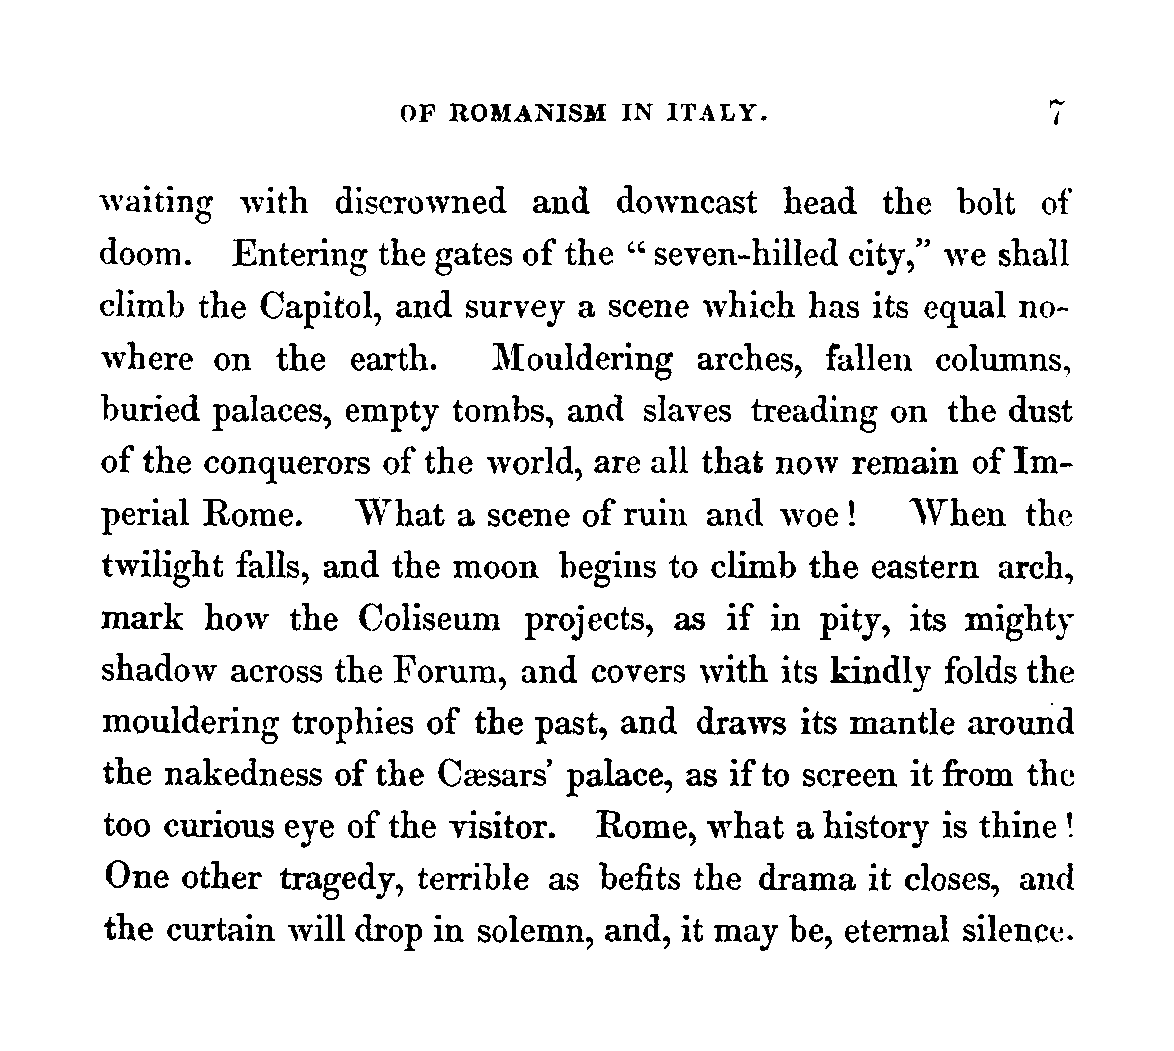 OF ROMANISM IN ITALY. 7
waiting with discrowned and downcast head the bolt of
doom. Entering the gates of the “ seven-hilled city,” we shall
climb the Capitol, and survey a scene which has its equal no-
where on the earth. Mouldering arches, fallen columns,
buried palaces, empty tombs, and slaves treading on the dust
of the conquerors of the world, are all that now remain of Im-
perial Rome. What a scene of ruin and woe ! When the
twilight falls, and the moon begins to climb the eastern arch,
mark how the Coliseum projects, as if in pity, its mighty
shadow across the Forum, and covers with its kindly folds the
mouldering trophies of the past, and draws its mantle around
the nakedness of the Cæsars’ palace, as if to screen it from the
too curious eye of the visitor. Rome, what a history is thine !
One other tragedy, terrible as befits the drama it closes, and
the curtain will drop in solemn, and, it may be, eternal silence.